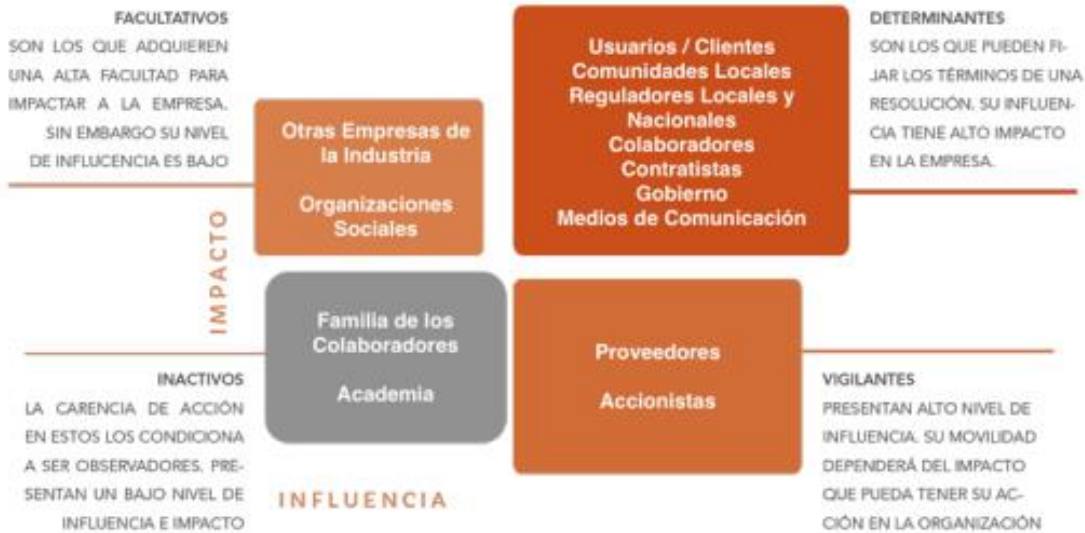 FACULTATIVOS
SON LOS QUE ADQUIEREN
UNA ALTA FACULTAD PARA
IMPACTAR A LA EMPRESA.
SIN EMBARGO SU NIVEL
DE INFLUCENCIA ES BAJO
Otras Empresas de
la Industria
Organizaciones
Sociales
Usuarios / Clientes
Comunidades Locales
Reguladores Locales y
Nacionales
Colaboradores
Contratistas
Gobierno
Medios de Comunicación
DETERMINANTES
SON LOS QUE PUEDEN FI-
JAR LOS TÉRMINOS DE UNA
RESOLUCIÓN. SU INFLUEN-
CIA TIENE ALTO IMPACTO
EN LA EMPRESA.
IMPACTO
INACTIVOS
LA CARENCIA DE ACCIÓN
EN ESTOS LOS CONDICIONA
A SER OBSERVADORES. PRE-
SENTAN UN BAJO NIVEL DE
INFLUENCIA E IMPACTO
Familia de los
Colaboradores
Academia
Proveedores
Accionistas
VIGILANTES
PRESENTAN ALTO NIVEL DE
INFLUENCIA. SU MOVILIDAD
DEPENDERÁ DEL IMPACTO
QUE PUEDA TENER SU AC-
CIÓN EN LA ORGANIZACIÓN
INFLUENCIA